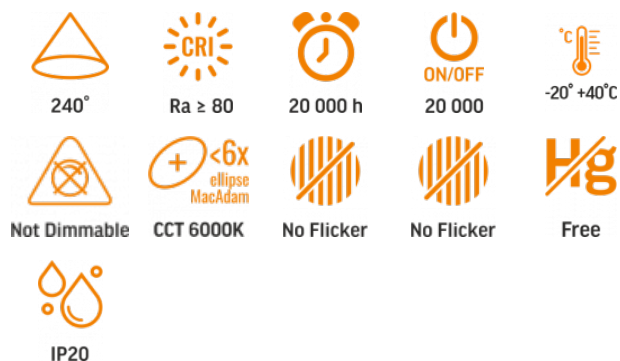 CRI
ON/OFF
°C
240°
Ra ≥ 80
20 000 h
20 000
-20° +40°C
<6x
ellipse
MacAdam
Hg
Not Dimmable
CCT 6000K
No Flicker
No Flicker
Free
IP20